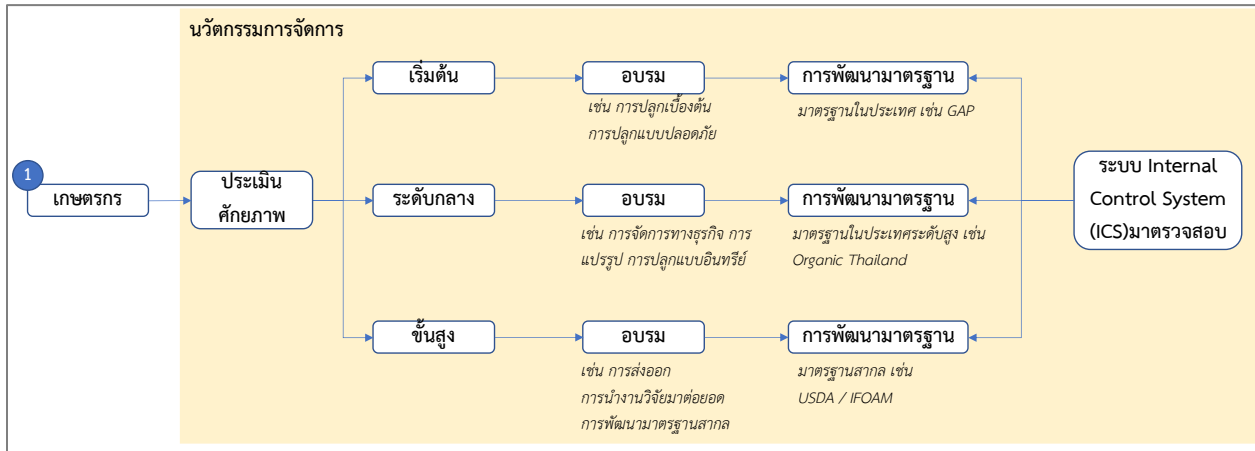 นวัตกรรมการจัดการ
1
เกษตรกร
ประเมิน
ศักยภาพ
เริ่มต้น
อบรม
เช่น การปลูกเบื้องต้น
การปลูกแบบปลอดภัย
การพัฒนามาตรฐาน
มาตรฐานในประเทศ เช่น GAP
ระดับกลาง
อบรม
เช่น การจัดการทางธุรกิจ การ
แปรรูป การปลูกแบบอินทรีย์
การพัฒนามาตรฐาน
มาตรฐานในประเทศระดับสูง เช่น
Organic Thailand
ขั้นสูง
อบรม
เช่น การส่งออก
การนำงานวิจัยมาต่อยอด
การพัฒนามาตรฐานสากล
การพัฒนามาตรฐาน
มาตรฐานสากล เช่น
USDA / IFOAM
ระบบ Internal
Control System
(ICS)มาตรวจสอบ